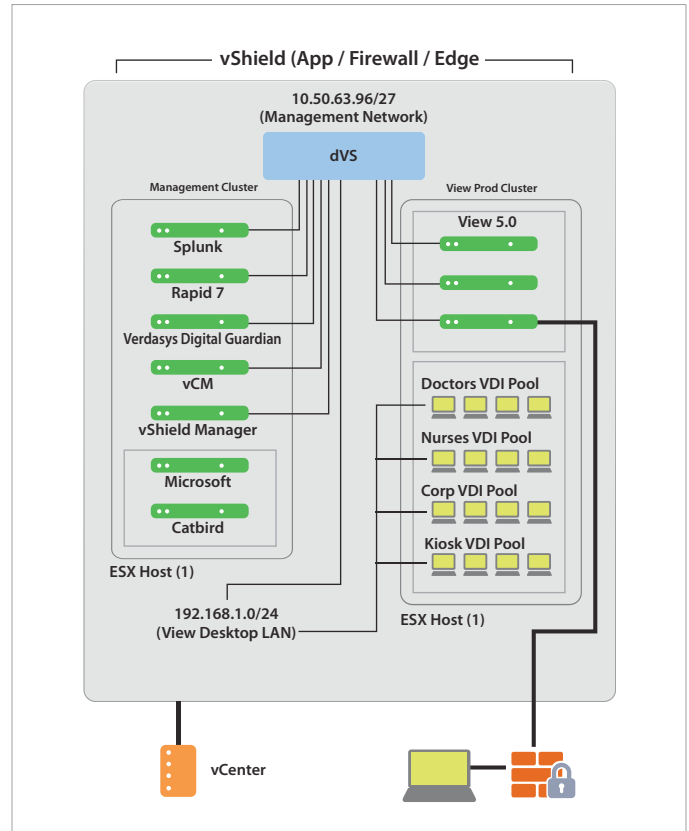 vShield (App / Firewall / Edge
10.50.63.96/27
(Management Network)
dVS
Management Cluster
View Prod Cluster
Splunk
Rapid 7
Verdasys Digital Guardian
vCM
vShield Manager
Microsoft
Catbird
ESX Host (1)
View 5.0
Doctors VDI Pool
Nurses VDI Pool
Corp VDI Pool
Kiosk VDI Pool
ESX Host (1)
192.168.1.0/24
(View Desktop LAN)
vCenter